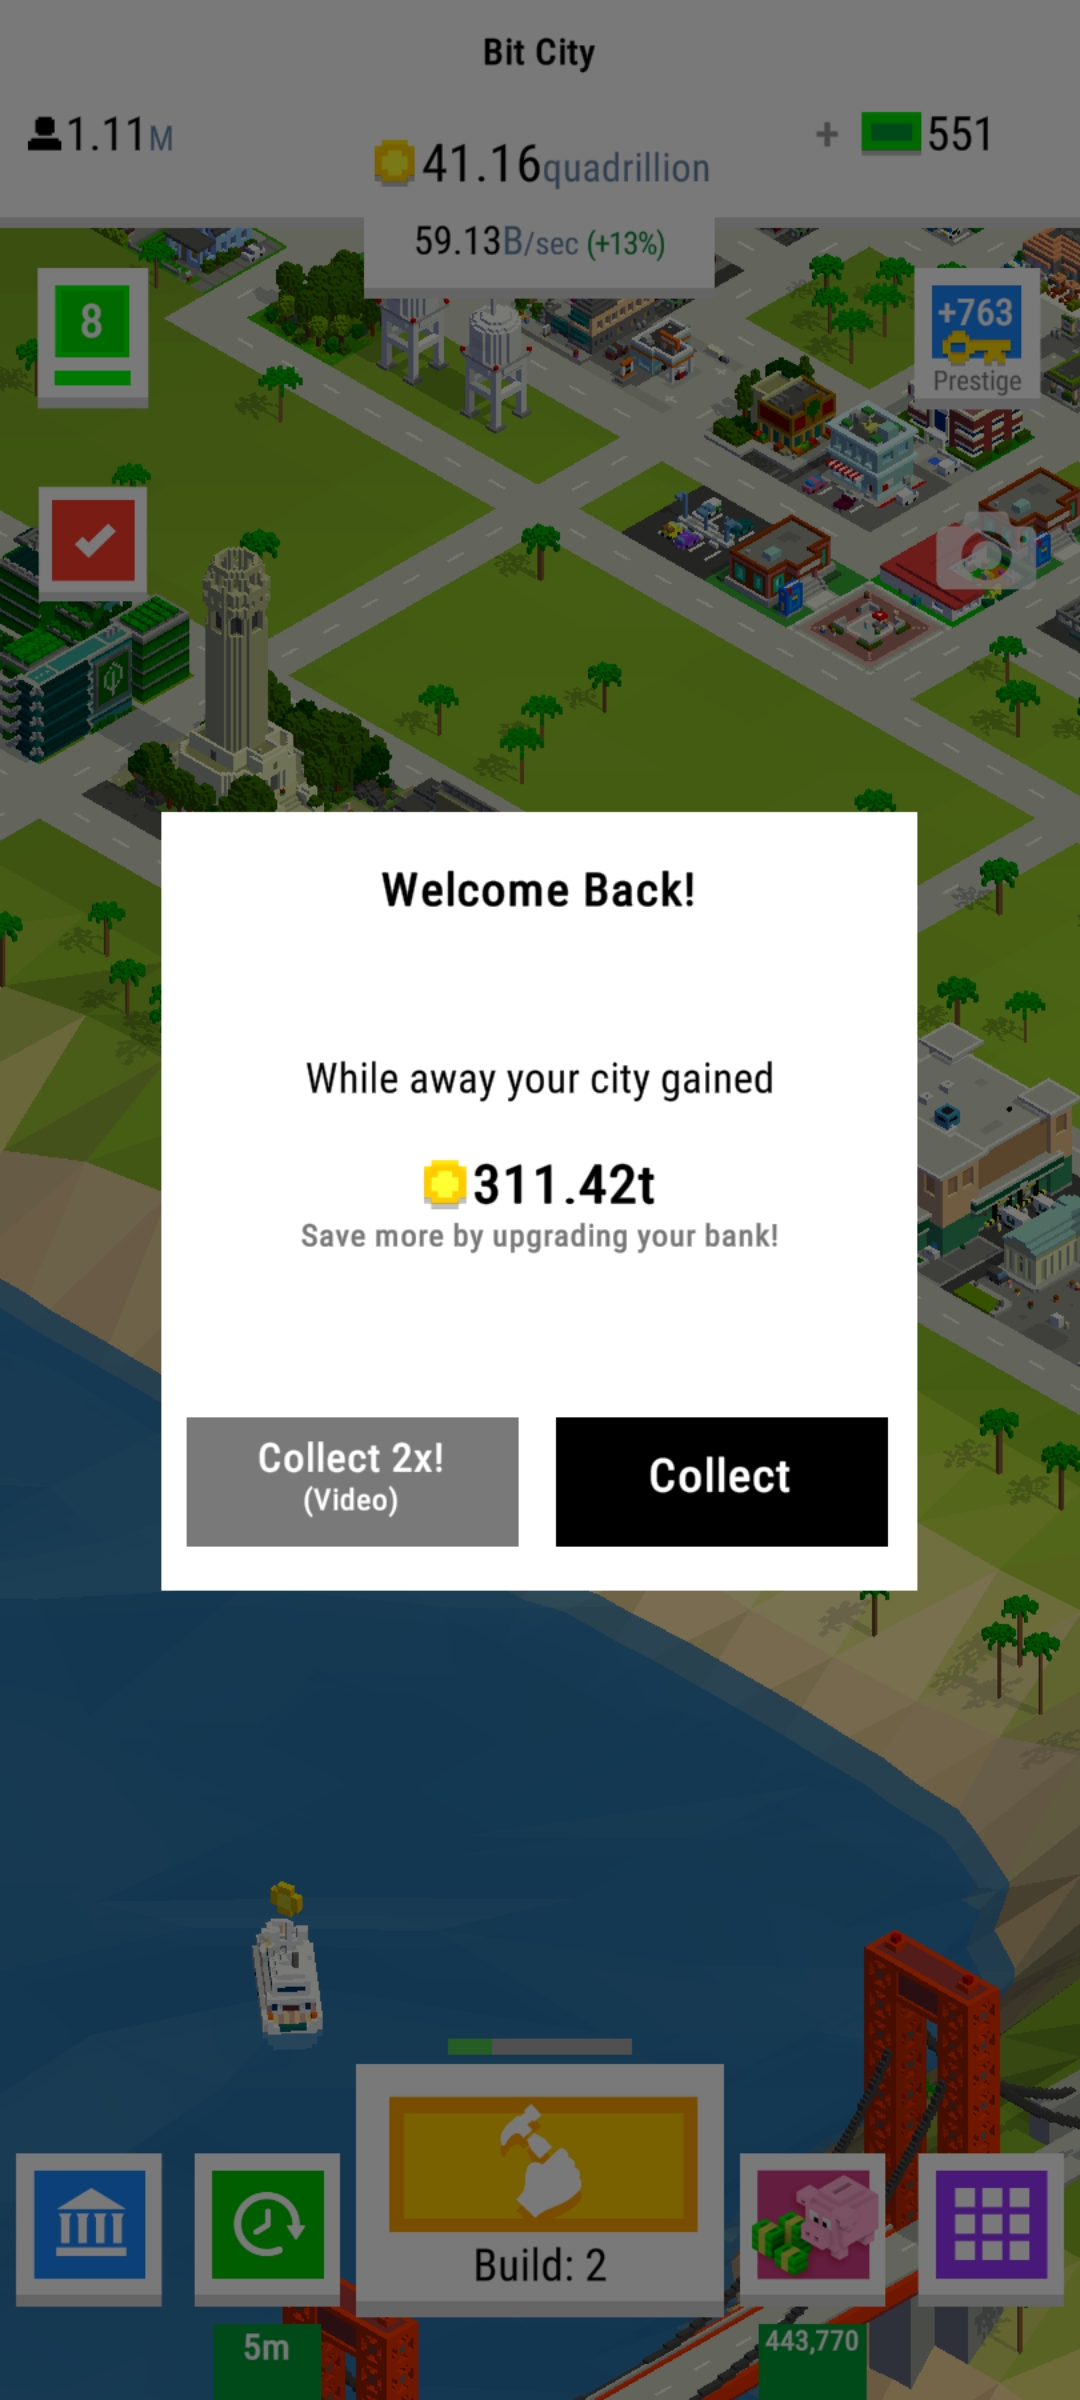 Bit City
1.11M
41.16quadrillion
+ 551
59.13B/sec (+13%)
8
+763
Prestige
Welcome Back!
While away your city gained
311.42t
Save more by upgrading your bank!
Collect 2x!
(Video)
Collect
Build: 2
5m
443,770